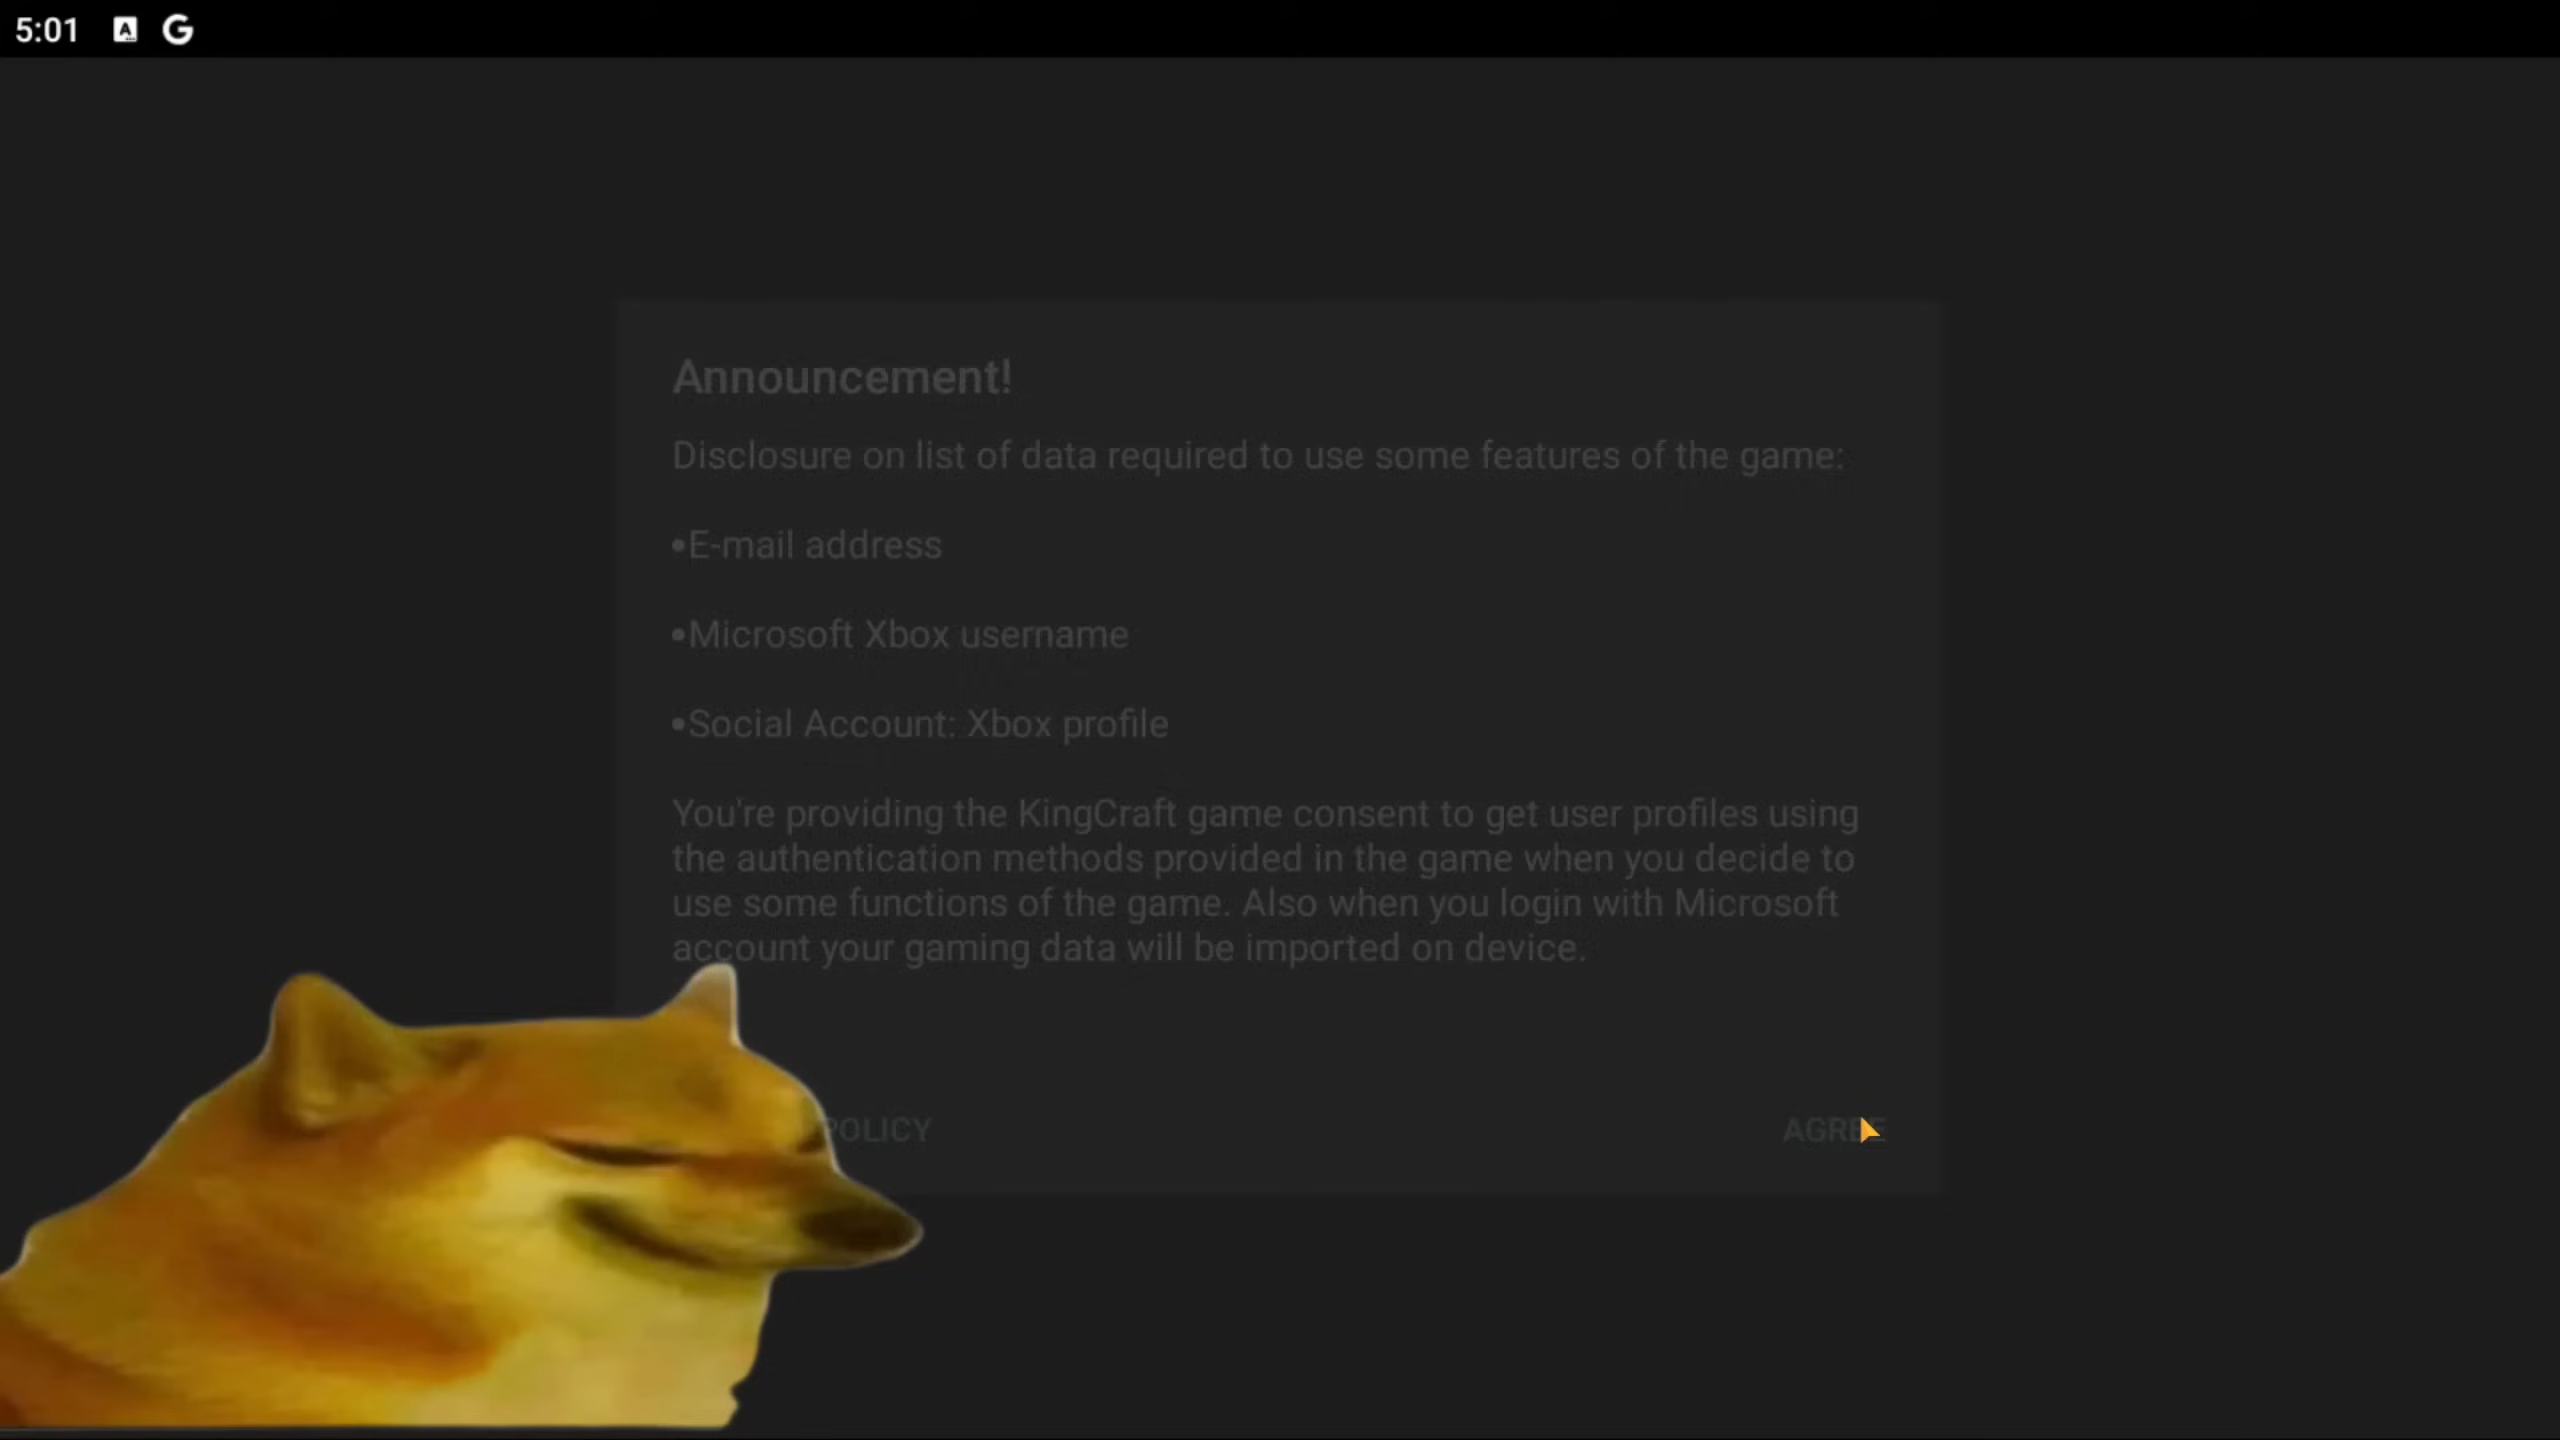 5:01
Announcement!
Disclosure on list of data required to use some features of the game:
•E-mail address
•Microsoft Xbox username
•Social Account: Xbox profile
You're providing the KingCraft game consent to get user profiles using
the authentication methods provided in the game when you decide to
use some functions of the game. Also when you login with Microsoft
account your gaming data will be imported on device.
POLICY
AGREE